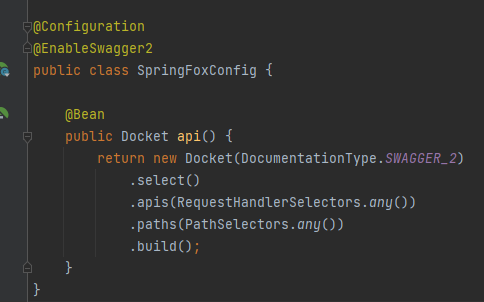 @Configuration
@EnableSwagger2
public class SpringFoxConfig {
@Bean
public Docket api() {
return new Docket(DocumentationType.SWAGGER_2)
.select()
.apis(RequestHandlerSelectors.any())
.paths(PathSelectors.any())
.build();
}
}